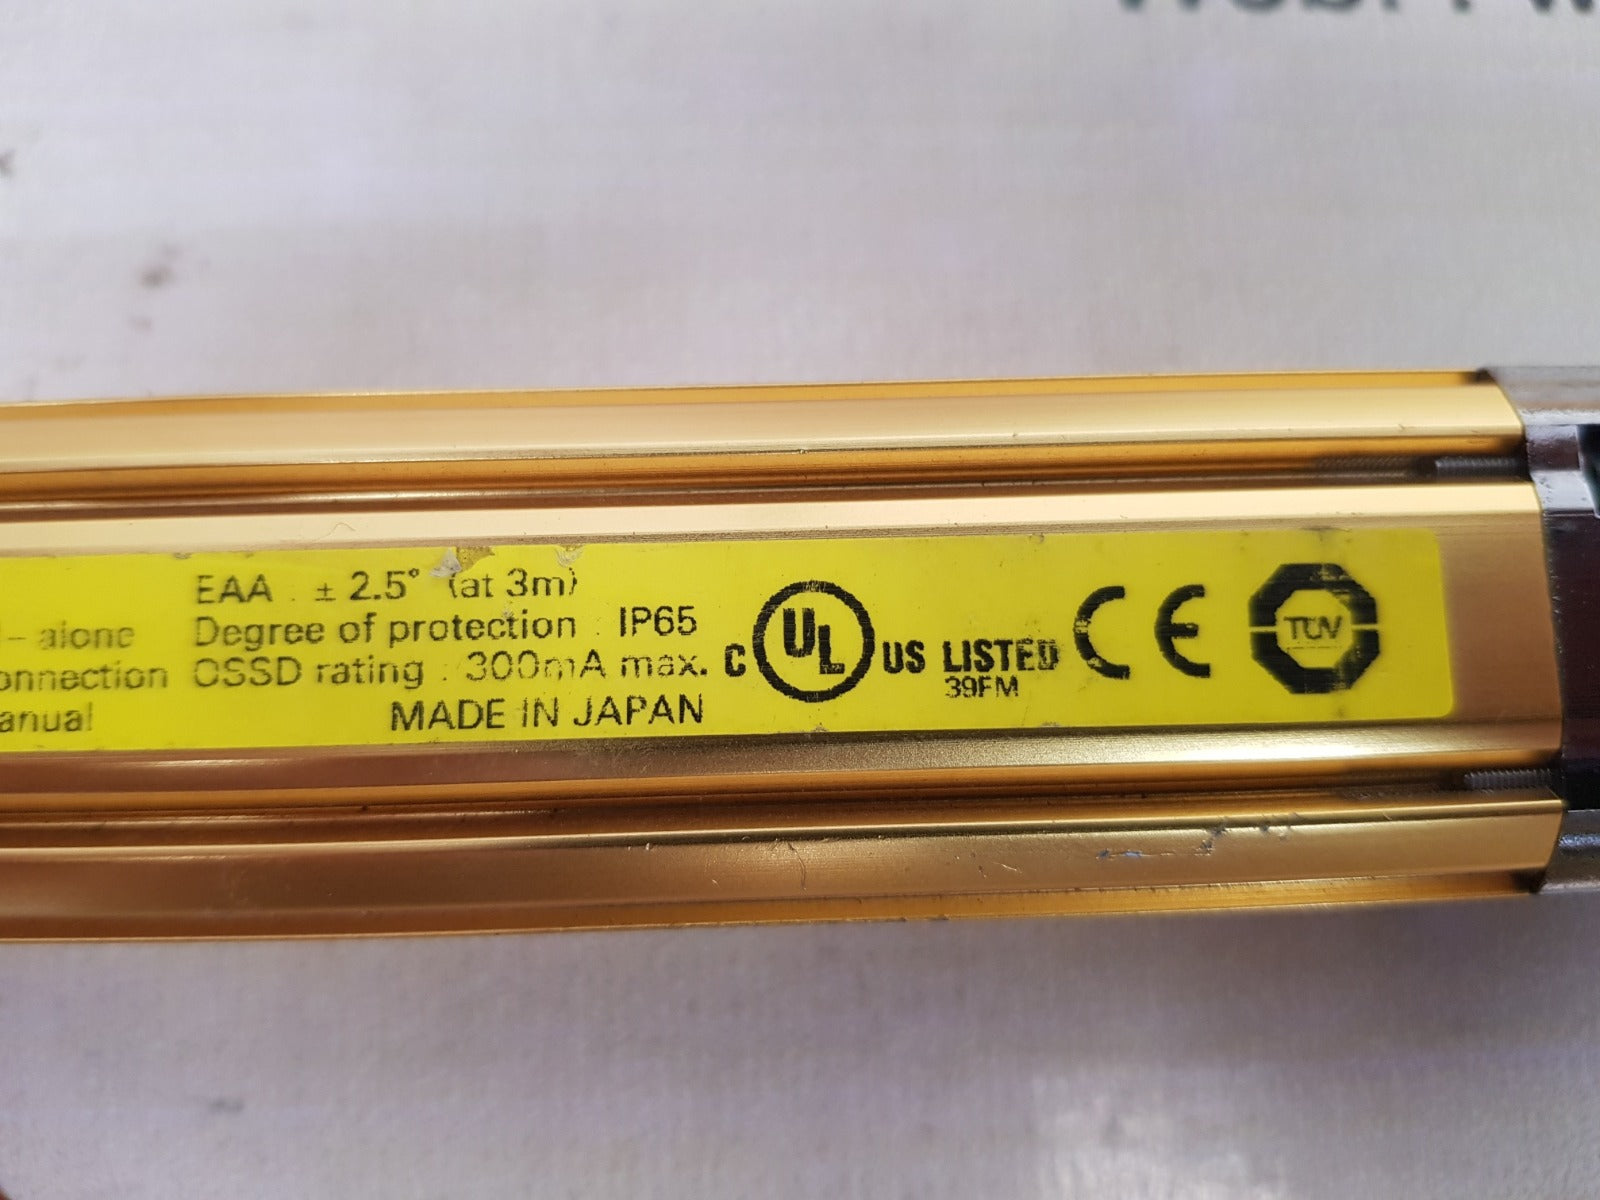 EAA : ± 2.5° (at 3m)
- alone Degree of protection : IP65
onnection OSSD rating : 300mA max.
anual MADE IN JAPAN
C UL US LISTED
39FM
CE
TÜV